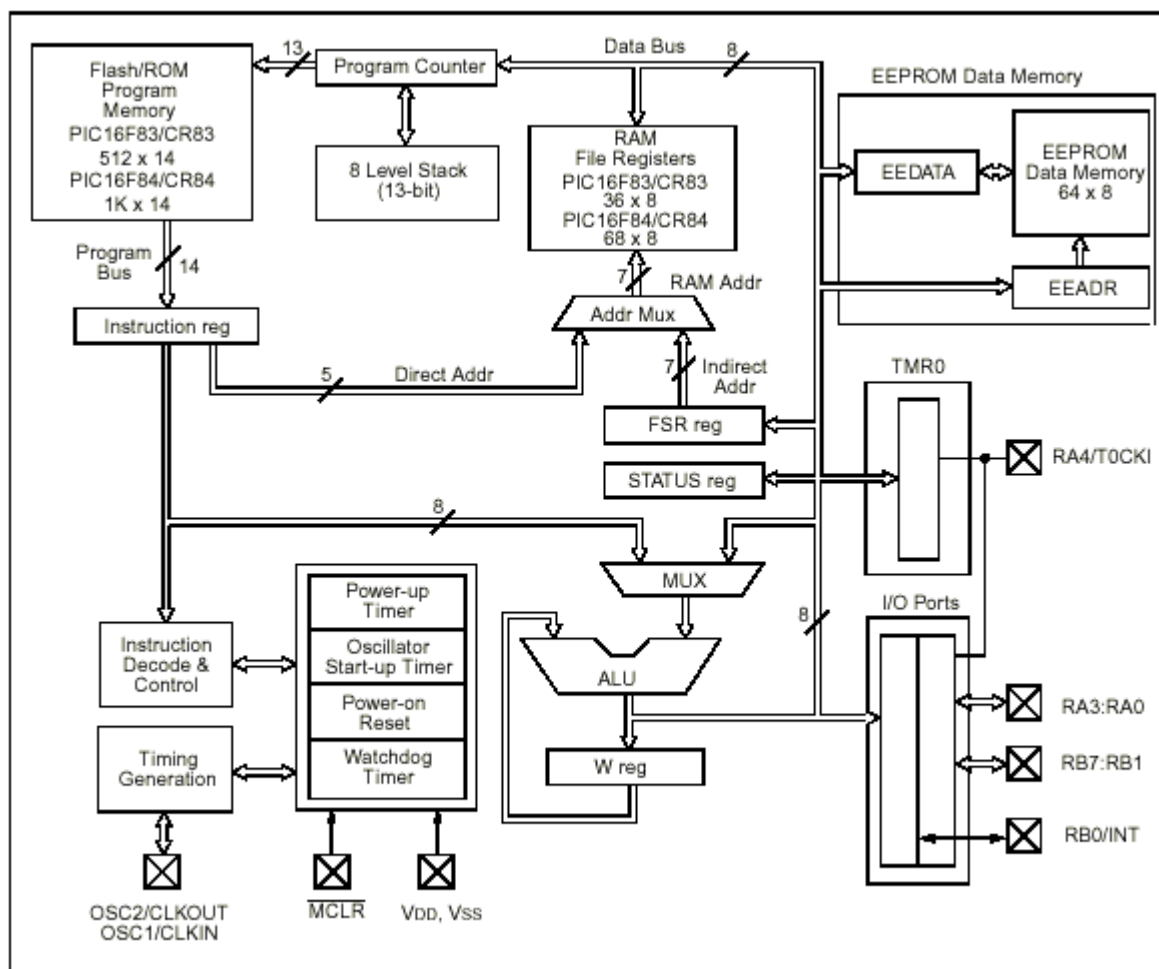 Flash/ROM
Program
Memory
PIC16F83/CR83
512 x 14
PIC16F84/CR84
1K x 14
13
Program Counter
Data Bus
8
8 Level Stack
(13-bit)
RAM
File Registers
PIC16F83/CR83
36 x 8
PIC16F84/CR84
68 x 8
EEPROM Data Memory
EEDATA
EEPROM
Data Memory
64 x 8
EEADR
Program
Bus
14
7
RAM Addr
Instruction reg
Addr Mux
5
Direct Addr
7
Indirect
Addr
TMR0
FSR reg
RA4/T0CKI
STATUS reg
8
MUX
Power-up
Timer
8
I/O Ports
Instruction
Decode &
Control
Oscillator
Start-up Timer
ALU
Power-on
Reset
RA3:RA0
Timing
Generation
Watchdog
Timer
W reg
RB7:RB1
RB0/INT
OSC2/CLKOUT
OSC1/CLKIN
MCLR
VDD, VSS